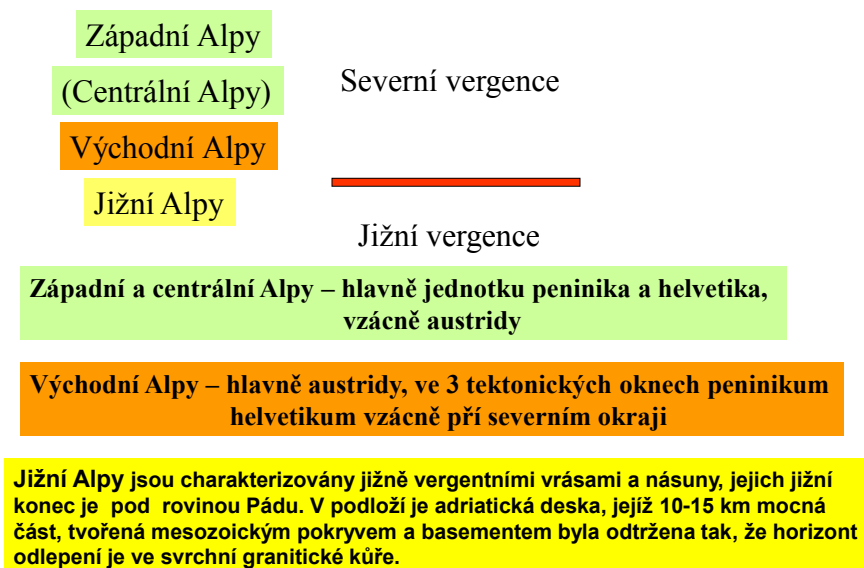 Západní Alpy
(Centrální Alpy)
Severní vergence
Východní Alpy
Jižní Alpy
Jižní vergence
Západní a centrální Alpy – hlavně jednotku peninika a helvetika,
vzácně austridy
Východní Alpy – hlavně austridy, ve 3 tektonických oknech peninikum
helvetikum vzácně pří severním okraji
Jižní Alpy jsou charakterizovány jižně vergentními vrásami a násuny, jejich jižní
konec je pod rovinou Pádu. V podloží je adriatická deska, jejíž 10-15 km mocná
část, tvořená mesozoickým pokryvem a basementem byla odtržena tak, že horizont
odlepení je ve svrchní granitické kůře.